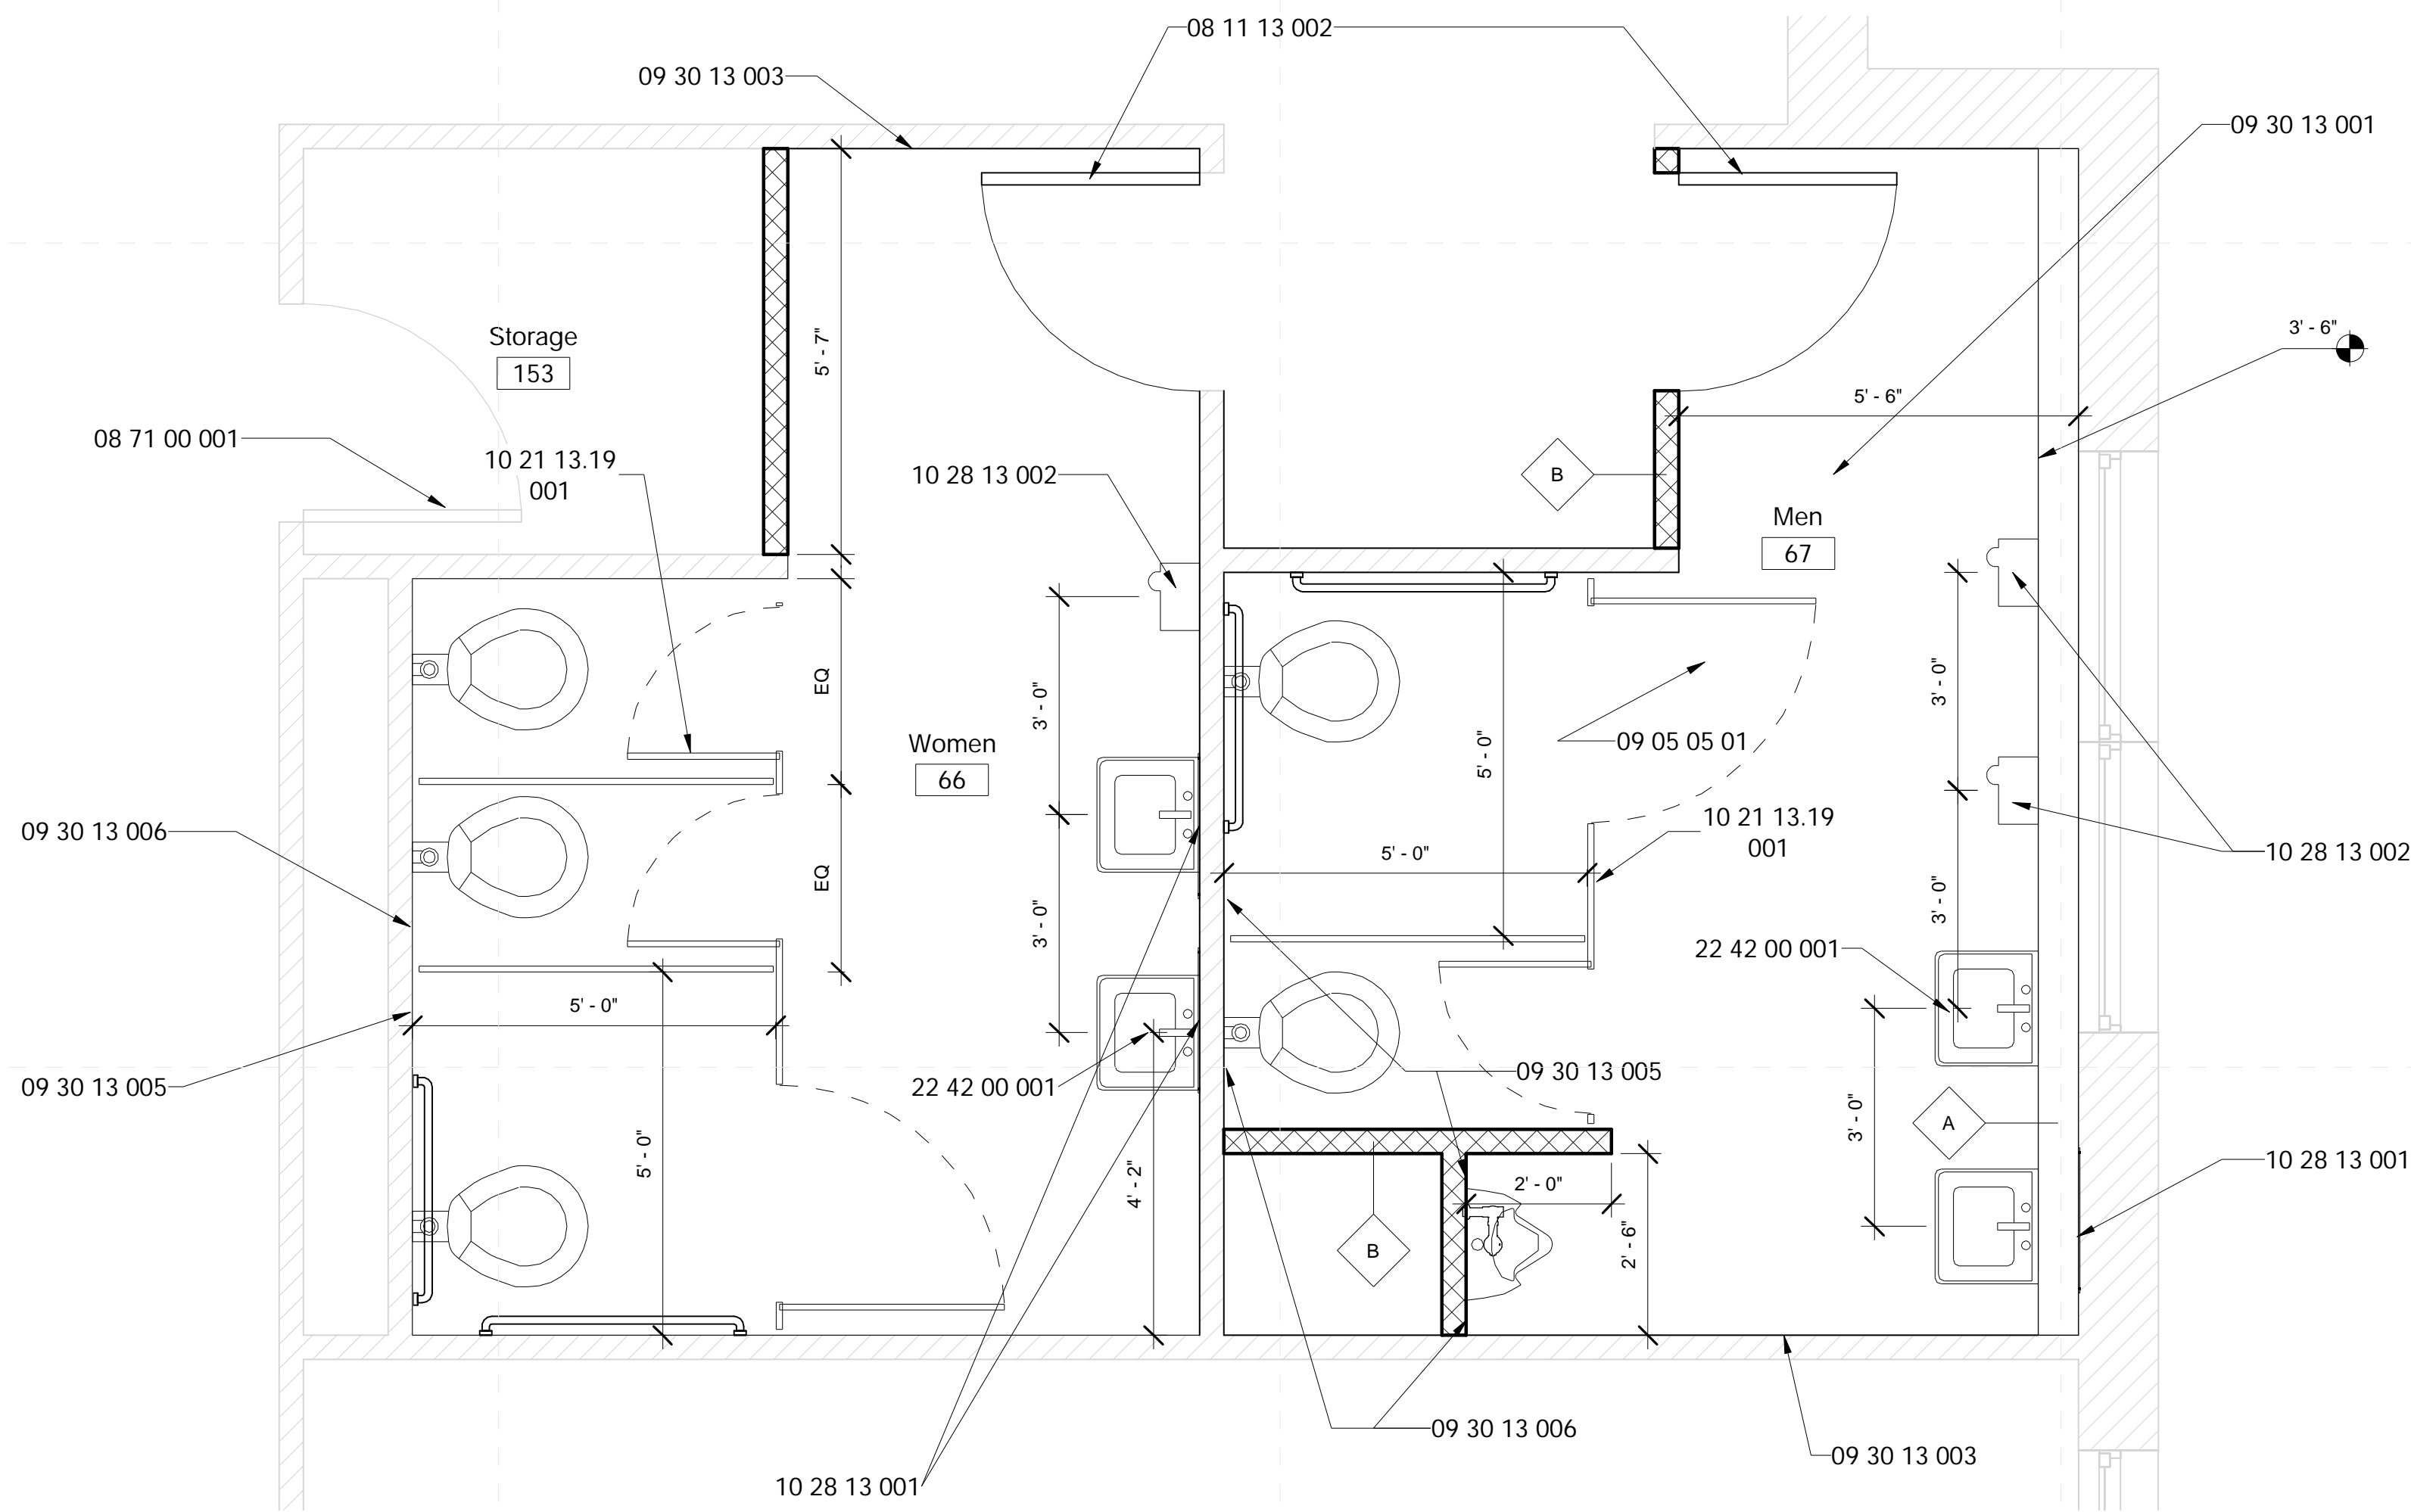 08 11 13 002
09 30 13 003
09 30 13 001
3' - 6"
Storage
153
5' - 7"
5' - 6"
08 71 00 001
10 21 13.19
001
10 28 13 002
B
Men
67
EQ
3' - 0"
5' - 0"
3' - 0"
Women
66
09 05 05 01
10 21 13.19
001
09 30 13 006
5' - 0"
10 28 13 002
EQ
3' - 0"
3' - 0"
22 42 00 001
5' - 0"
09 30 13 005
22 42 00 001
09 30 13 005
3' - 0"
A
5' - 0"
4' - 2"
2' - 0"
10 28 13 001
B
2' - 6"
09 30 13 006
09 30 13 003
10 28 13 001